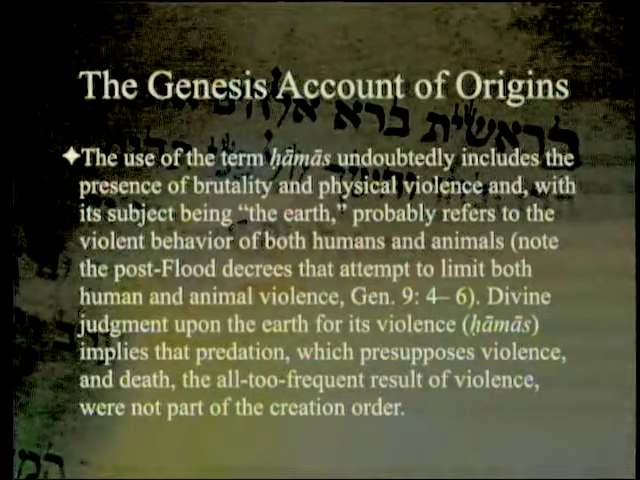 The Genesis Account of Origins
✦The use of the term ḥāmās undoubtedly includes the
presence of brutality and physical violence and, with
its subject being “the earth,” probably refers to the
violent behavior of both humans and animals (note
the post-Flood decrees that attempt to limit both
human and animal violence, Gen. 9: 4– 6). Divine
judgment upon the earth for its violence (ḥāmās)
implies that predation, which presupposes violence,
and death, the all-too-frequent result of violence,
were not part of the creation order.
בראשית ברא אלהים